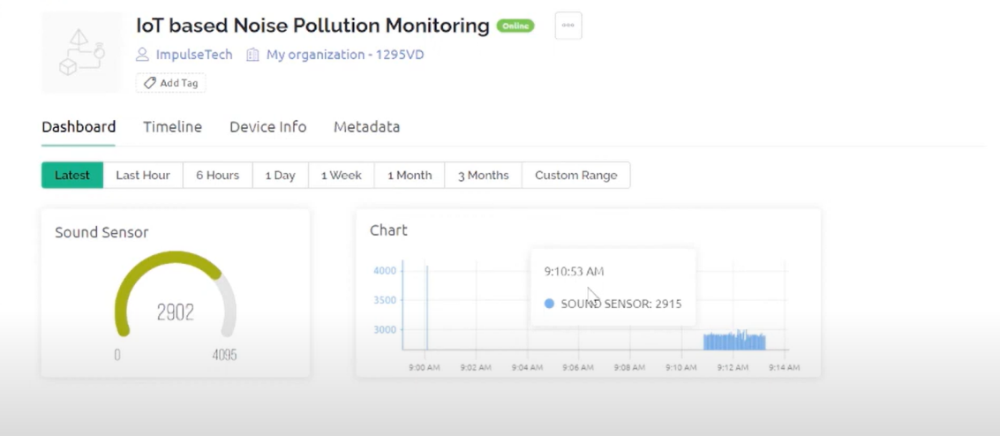 IoT based Noise Pollution Monitoring Online
ImpulseTech My organization - 1295VD
Add Tag
Dashboard Timeline Device Info Metadata
Latest Last Hour 6 Hours 1 Day 1 Week 1 Month 3 Months Custom Range
Sound Sensor
2902
0 4095
Chart
4000
3500
3000
9:10:53 AM
SOUND SENSOR: 2915
9:00 AM 9:02 AM 9:04 AM 9:06 AM 9:08 AM 9:10 AM 9:12 AM 9:14 AM